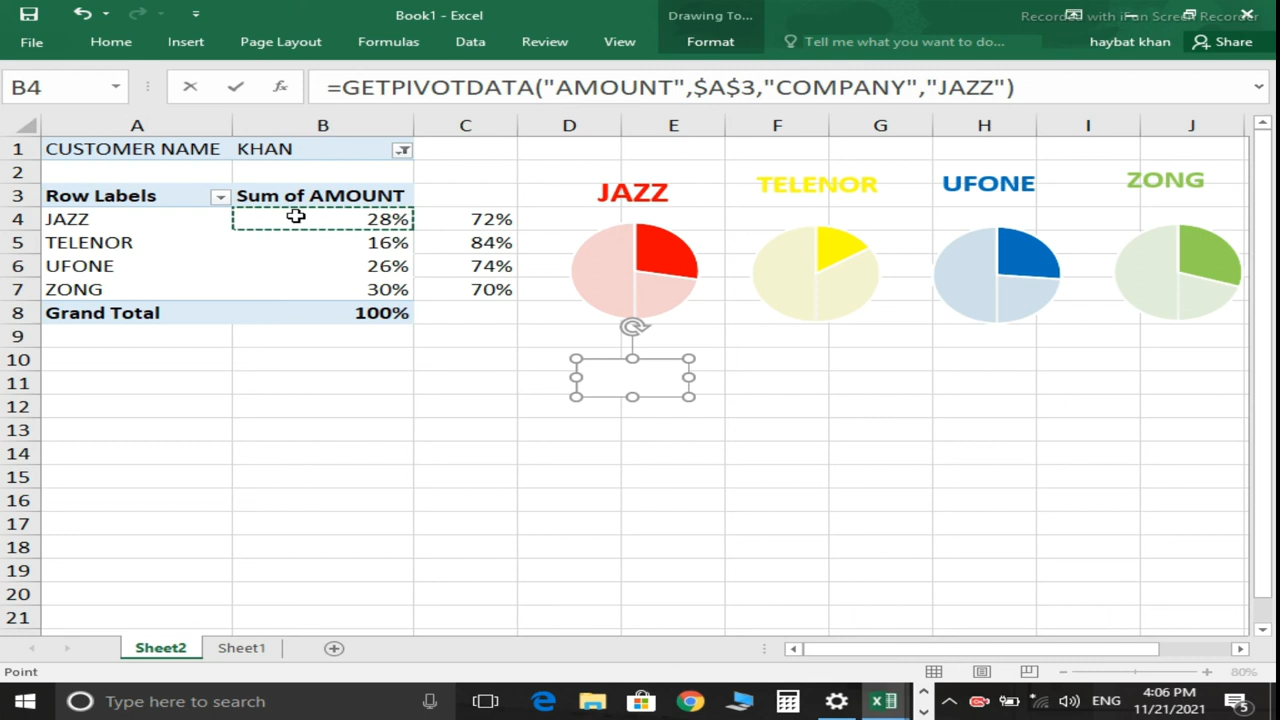 Book1 - Excel
Drawing To...
Recorded with iFun Screen Recorder
File
Home
Insert
Page Layout
Formulas
Data
Review
View
Format
Tell me what you want to do...
haybat khan
Share
B4
fx
=GETPIVOTDATA("AMOUNT",$A$3,"COMPANY","JAZZ")
A B C D E F G H I J
1 CUSTOMER NAME KHAN
2
3 Row Labels Sum of AMOUNT
4 JAZZ 28% 72%
5 TELENOR 16% 84%
6 UFONE 26% 74%
7 ZONG 30% 70%
8 Grand Total 100%
9
10
11
12
13
14
15
16
17
18
19
20
21
JAZZ
TELENOR
UFONE
ZONG
Sheet2
Sheet1
Point
80%
Type here to search
ENG
4:06 PM
11/21/2021
5